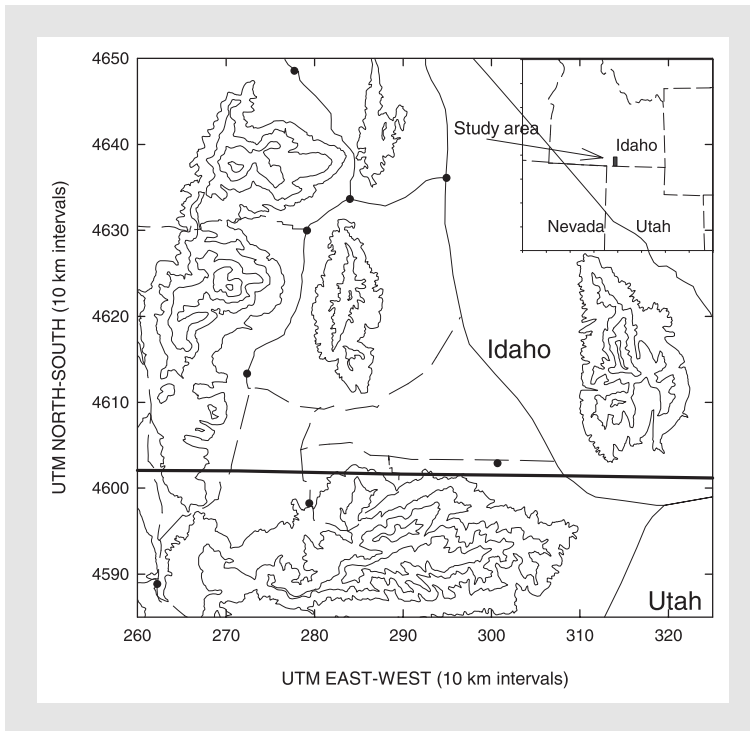 4650
4640
4630
4620
4610
4600
4590
UTM NORTH-SOUTH (10 km intervals)
Study area
Idaho
Nevada
Utah
Idaho
Utah
260 270 280 290 300 310 320
UTM EAST-WEST (10 km intervals)